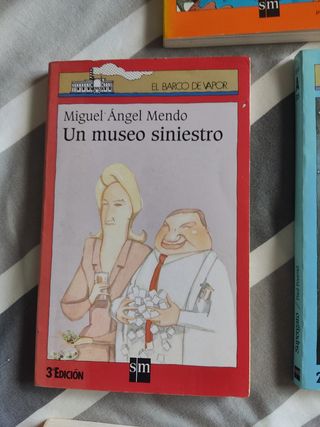 sm
EL BARCO DE VAPOR
Miguel Ángel Mendo
Un museo siniestro
3ª EDICIÓN
sm